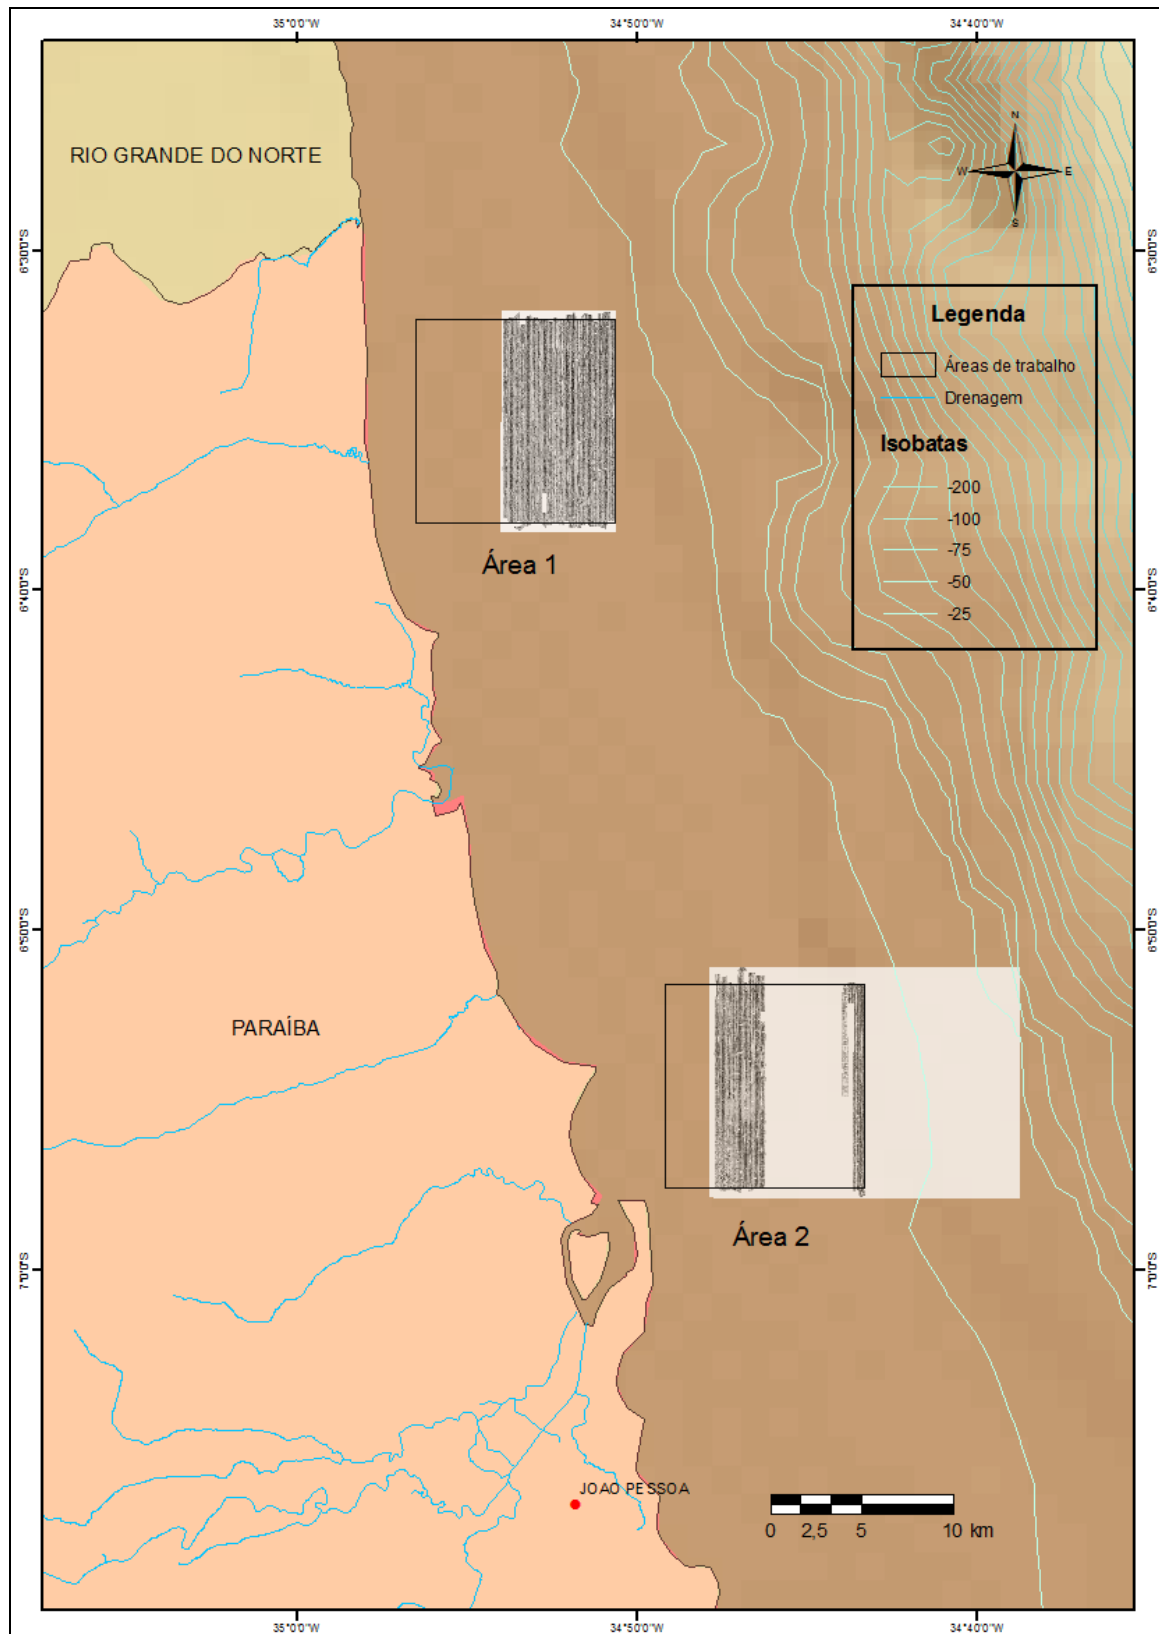 35°0'0"W 34°50'0"W 34°40'0"W
RIO GRANDE DO NORTE
N
W E
S
6°30'0"S 6°30'0"S
Legenda
Áreas de trabalho
Drenagem
Isobatas
-200
-100
-75
-50
-25
Área 1
6°40'0"S 6°40'0"S
6°50'0"S 6°50'0"S
PARAÍBA
Área 2
7°0'0"S 7°0'0"S
JOAO PESSOA
0 2,5 5 10 km
35°0'0"W 34°50'0"W 34°40'0"W